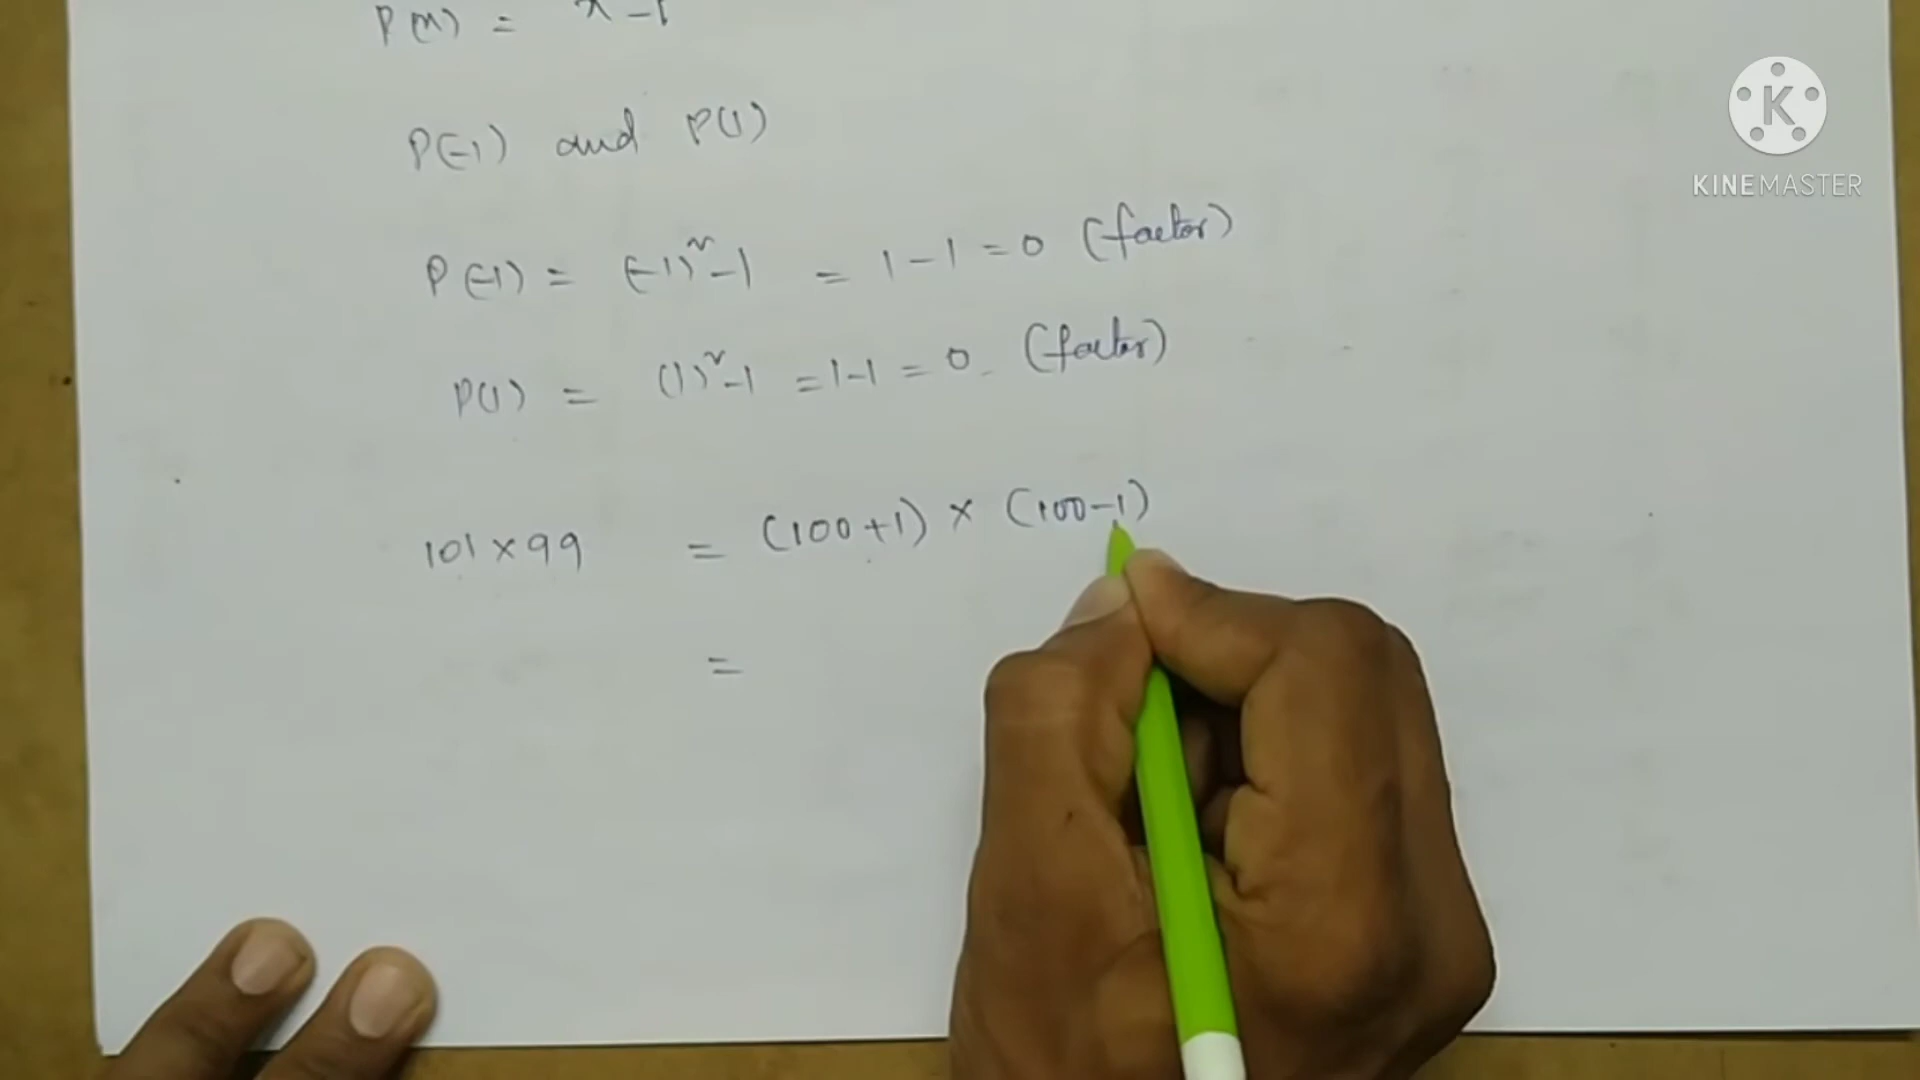 P(x) = x - 1
P(-1) and P(1)
P(-1) = (-1)² - 1 = 1 - 1 = 0 (factor)
P(1) = (1)² - 1 = 1 - 1 = 0 (factor)
101 × 99 = (100 + 1) × (100 - 1)
=
KINEMASTER